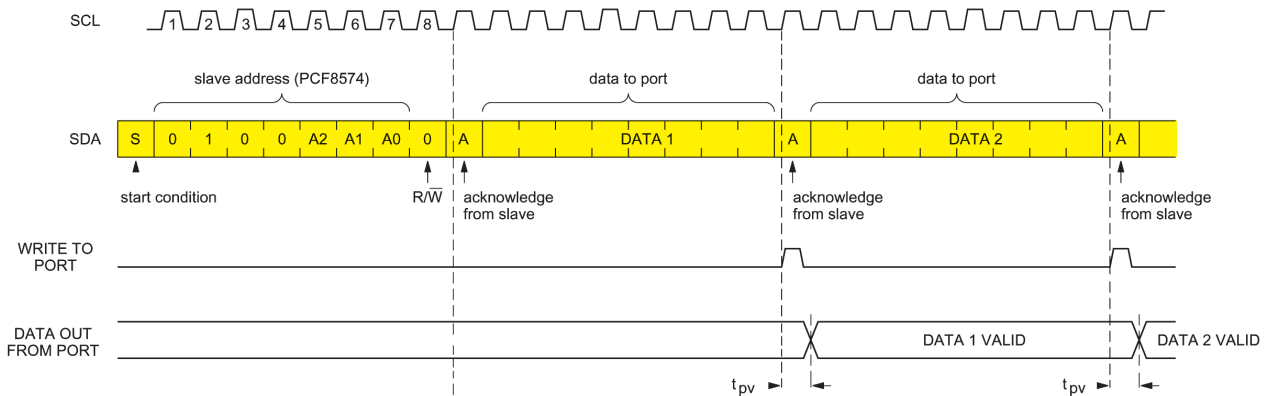 SCL
1 2 3 4 5 6 7 8
slave address (PCF8574)
data to port
data to port
SDA
S 0 1 0 0 A2 A1 A0 0 A DATA 1 A DATA 2 A
start condition
R/W̅
acknowledge
from slave
acknowledge
from slave
acknowledge
from slave
WRITE TO
PORT
DATA OUT
FROM PORT
DATA 1 VALID
DATA 2 VALID
tpv
tpv